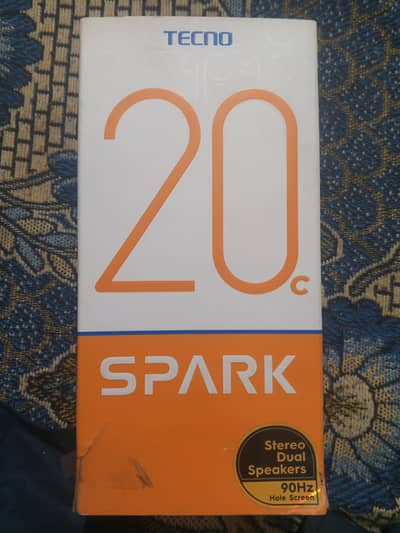 TECNO
20c
SPARK
Stereo
Dual
Speakers
90Hz
Hole Screen